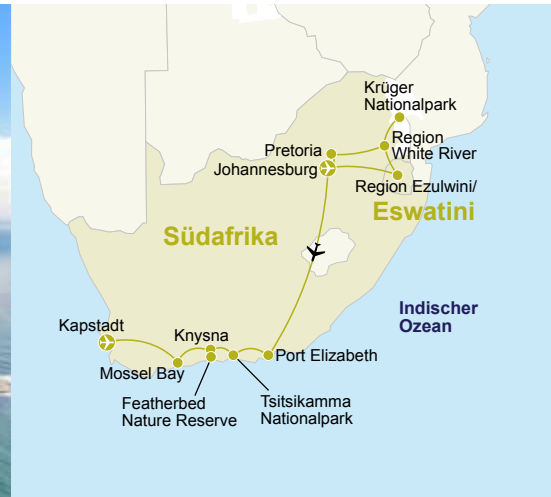 Krüger
Nationalpark
Region
White River
Pretoria
Johannesburg
Region Ezulwini/
Eswatini
Südafrika
Indischer
Ozean
Kapstadt
Knysna
Port Elizabeth
Mossel Bay
Featherbed
Nature Reserve
Tsitsikamma
Nationalpark